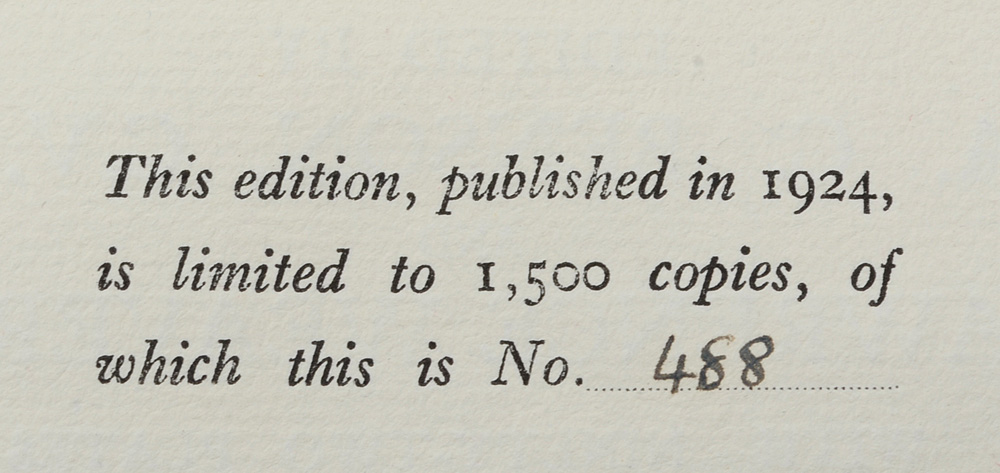 This edition, published in 1924,
is limited to 1,500 copies, of
which this is No. 488